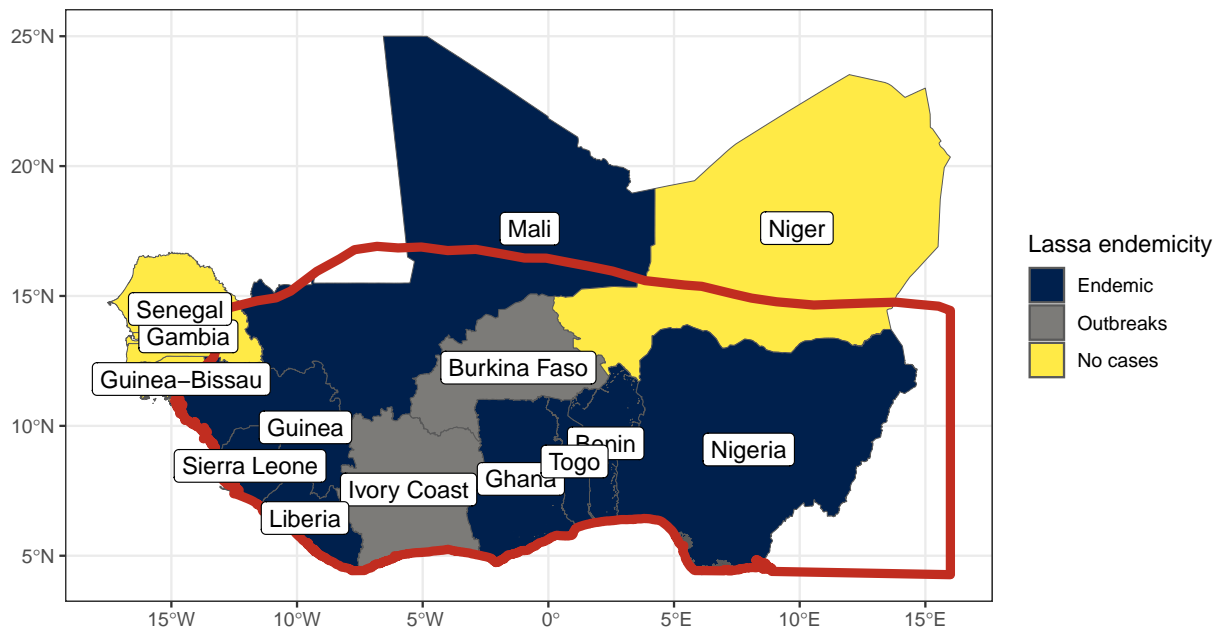 25°N
20°N
15°N
10°N
5°N
Mali
Niger
Senegal
Gambia
Guinea–Bissau
Burkina Faso
Guinea
Benin
Nigeria
Togo
Sierra Leone
Ghana
Ivory Coast
Liberia
15°W
10°W
5°W
0°
5°E
10°E
15°E
Lassa endemicity
Endemic
Outbreaks
No cases